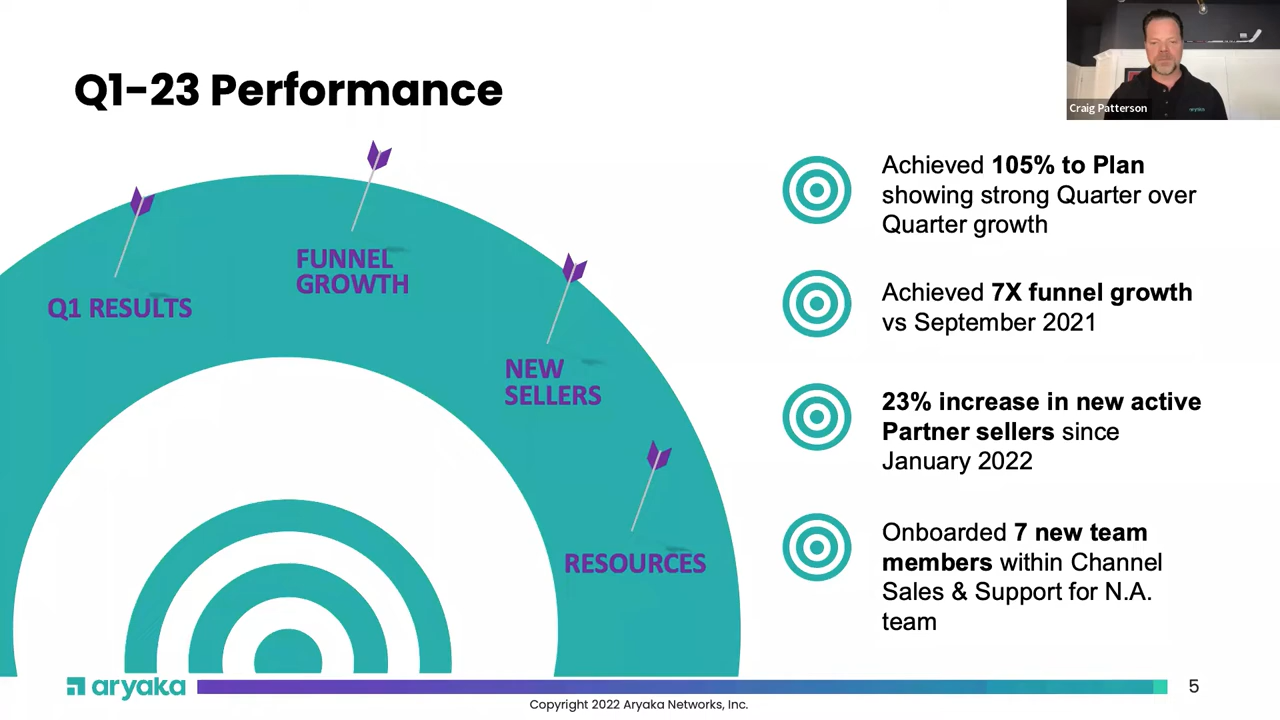 Q1-23 Performance
Craig Patterson
aryaka
Q1 RESULTS
FUNNEL
GROWTH
NEW
SELLERS
RESOURCES
Achieved 105% to Plan
showing strong Quarter over
Quarter growth
Achieved 7X funnel growth
vs September 2021
23% increase in new active
Partner sellers since
January 2022
Onboarded 7 new team
members within Channel
Sales & Support for N.A.
team
aryaka
5
Copyright 2022 Aryaka Networks, Inc.